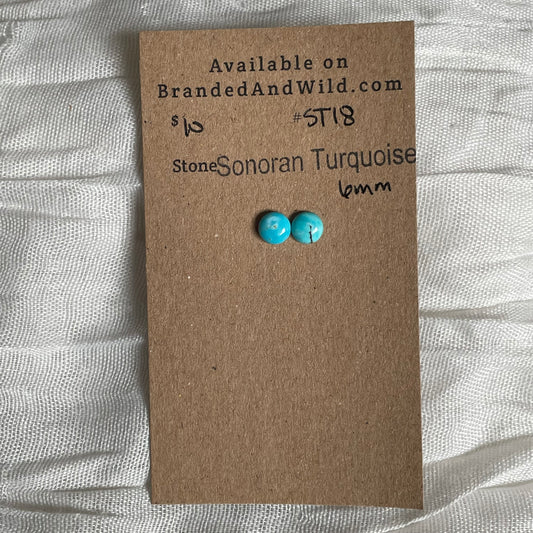 Available on
BrandedAndWild.com
$ 10 #ST18
Stone Sonoran Turquoise
6mm